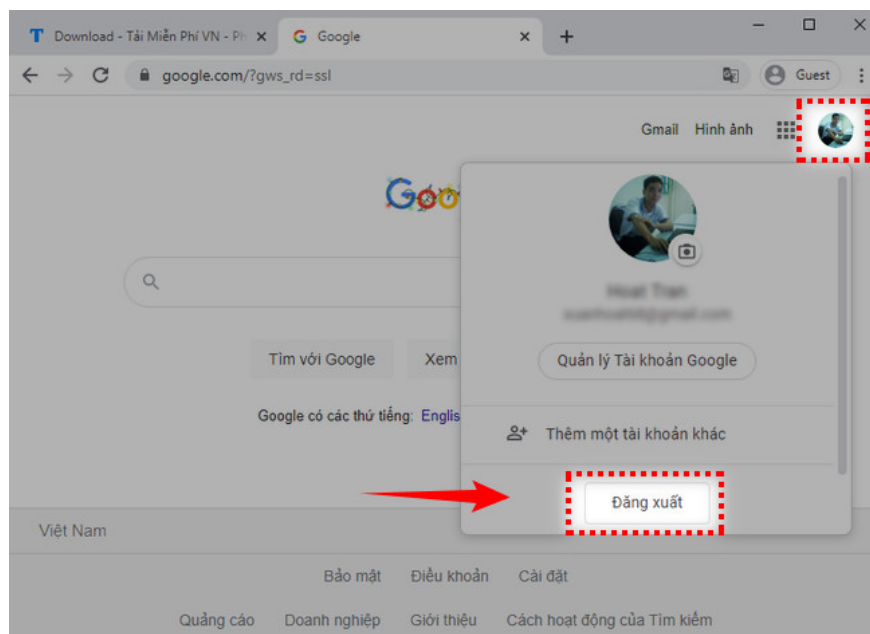 Download - Tải Miễn Phí VN - Ph
Google
google.com/?gws_rd=ssl
Guest
Gmail Hình ảnh
Goo
Quản lý Tài khoản Google
Tìm với Google Xem
Google có các thứ tiếng: Englis
Thêm một tài khoản khác
Đăng xuất
Việt Nam
Bảo mật Điều khoản Cài đặt
Quảng cáo Doanh nghiệp Giới thiệu Cách hoạt động của Tìm kiếm